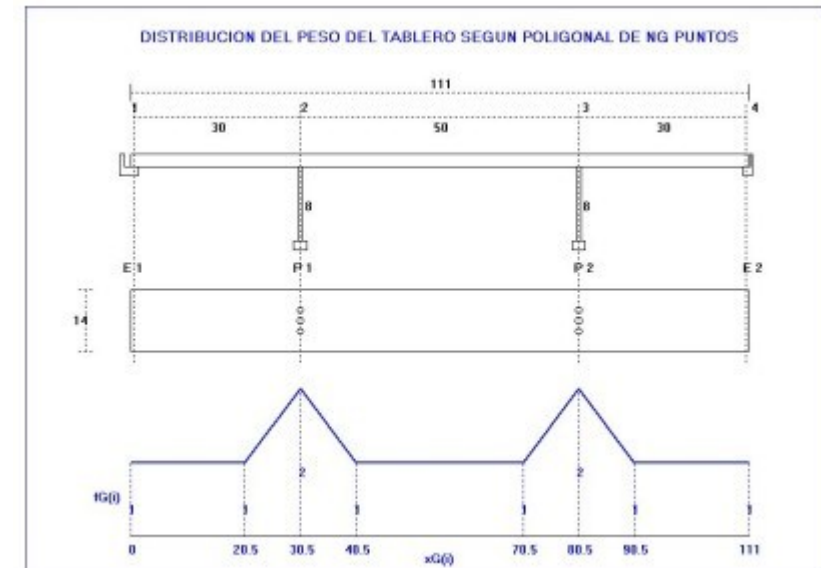 DISTRIBUCION DEL PESO DEL TABLERO SEGUN POLIGONAL DE NG PUNTOS
111
1 2 3 4
30 50 30
8 8
E 1 P 1 P 2 E 2
14
2 2
fG(i)
1 1 1 1 1 1
0 20.5 30.5 40.5 70.5 80.5 90.5 111
xG(i)